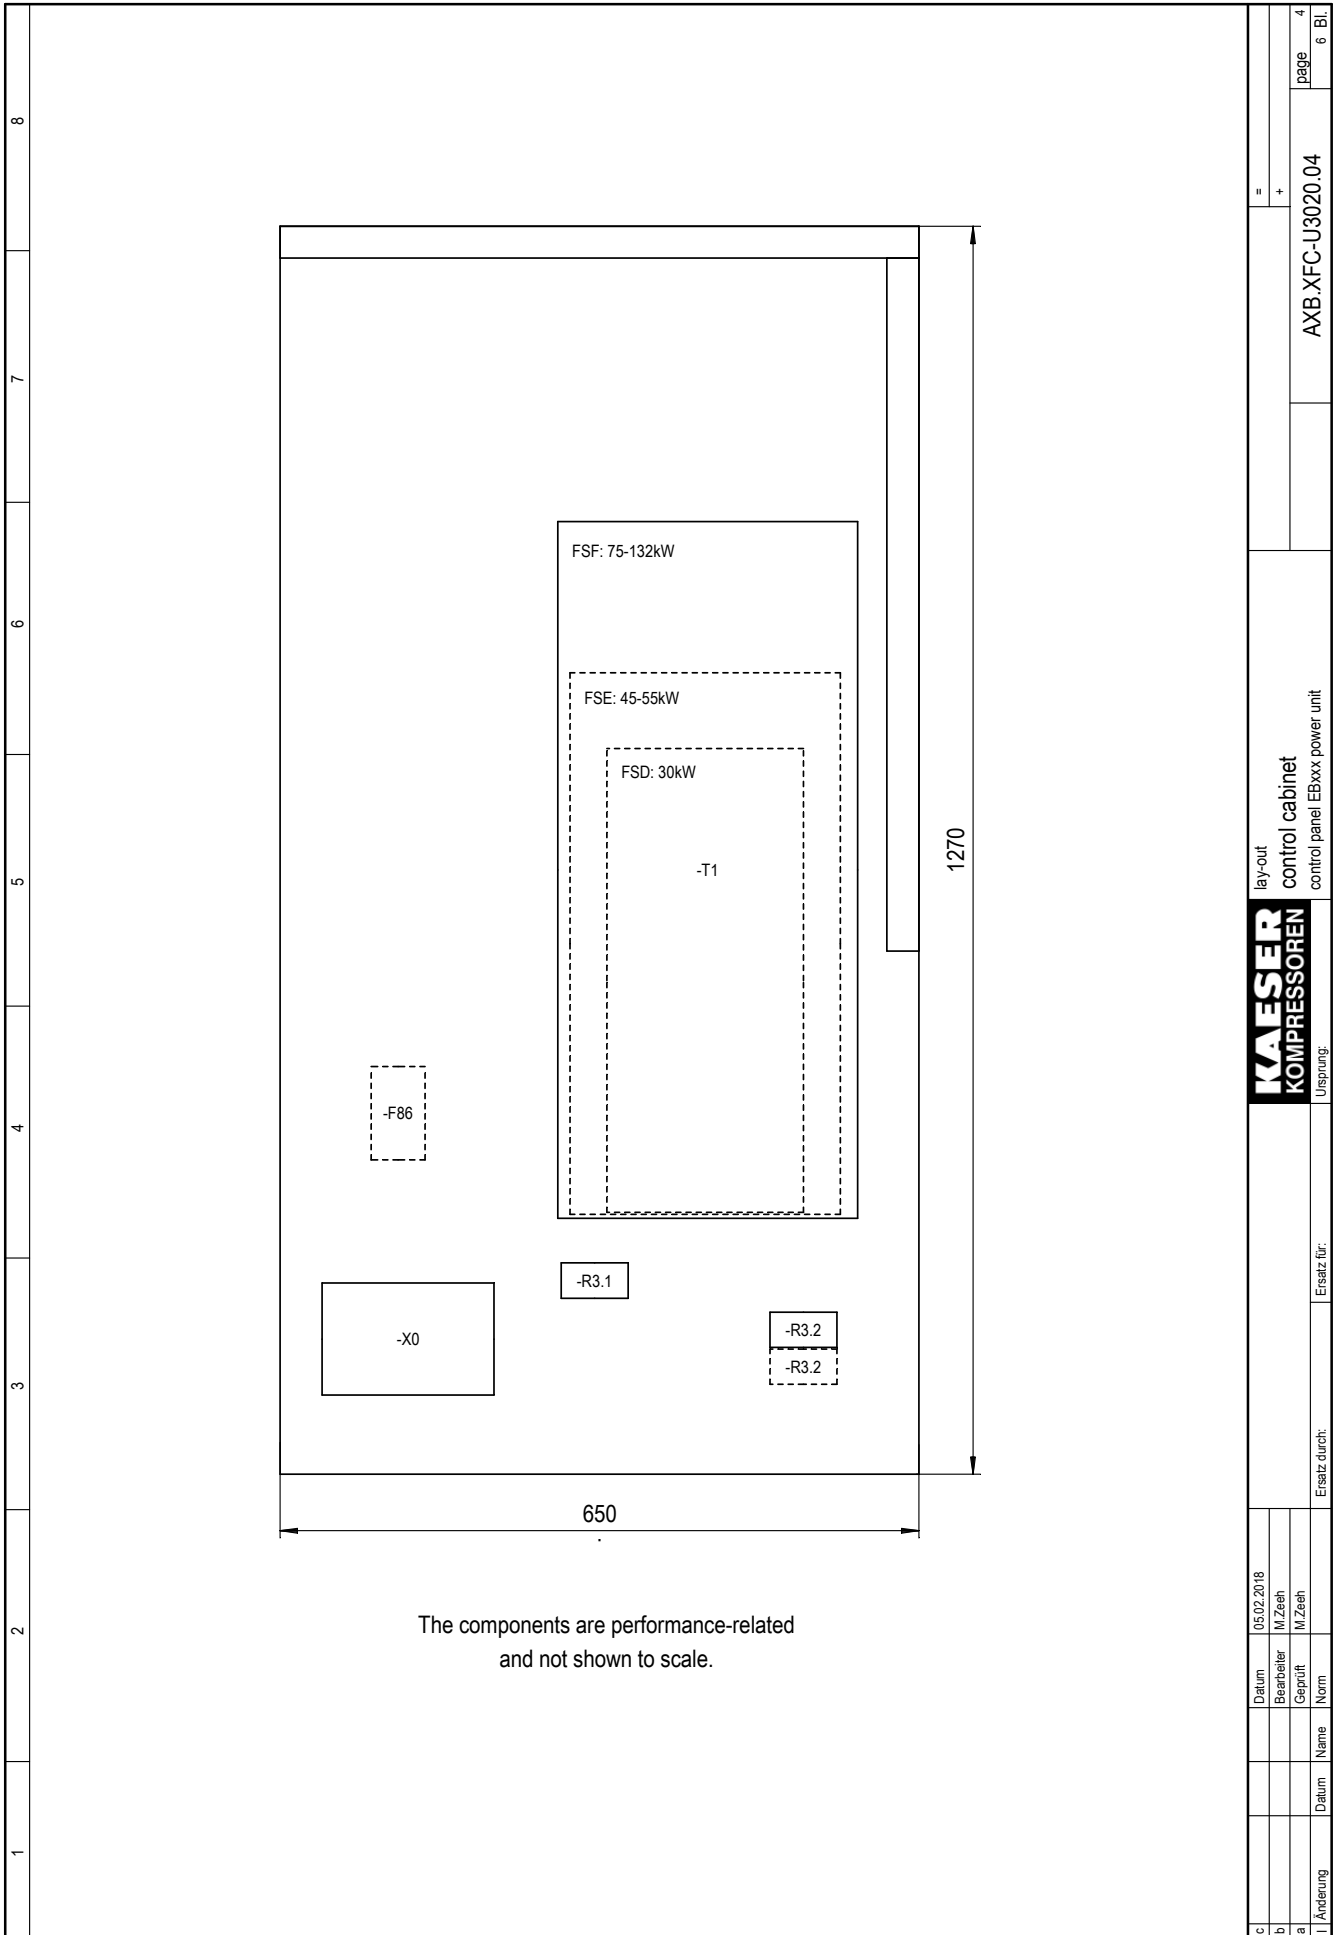 8
7
6
5
4
3
2
1
FSF: 75-132kW
FSE: 45-55kW
FSD: 30kW
-T1
1270
-F86
-R3.1
-X0
-R3.2
-R3.2
650
The components are performance-related
and not shown to scale.
c
b
a
Änderung
Datum
Name
Datum 05.02.2018
Bearbeiter M.Zeeh
Geprüft M.Zeeh
Norm
Ersatz durch:
Ersatz für:
Ursprung:
KAESER
KOMPRESSOREN
lay-out
control cabinet
control panel EBxxx power unit
=
+
AXB.XFC-U3020.04
page 4
6 Bl.